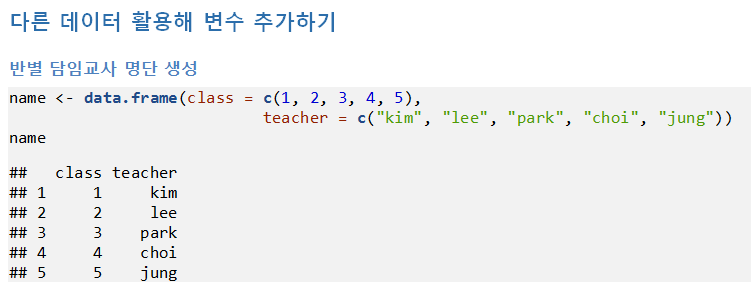 다른 데이터 활용해 변수 추가하기
반별 담임교사 명단 생성
name <- data.frame(class = c(1, 2, 3, 4, 5),
                   teacher = c("kim", "lee", "park", "choi", "jung"))
name
##   class teacher
## 1     1     kim
## 2     2     lee
## 3     3    park
## 4     4    choi
## 5     5    jung